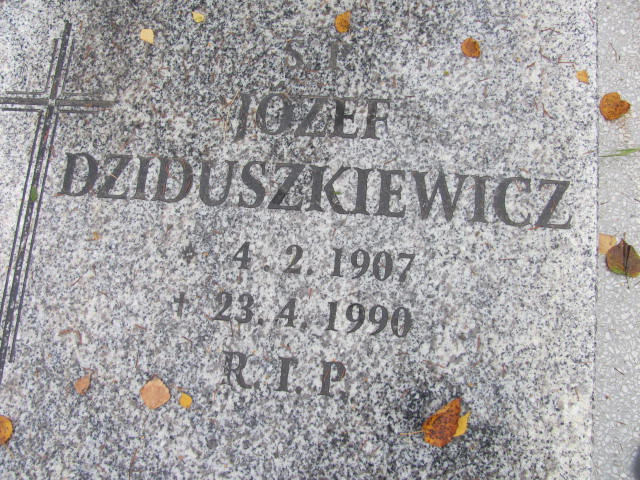 Ś.P.
JÓZEF
DZIDUSZKIEWICZ
* 4.2.1907
† 23.4.1990
R.I.P.